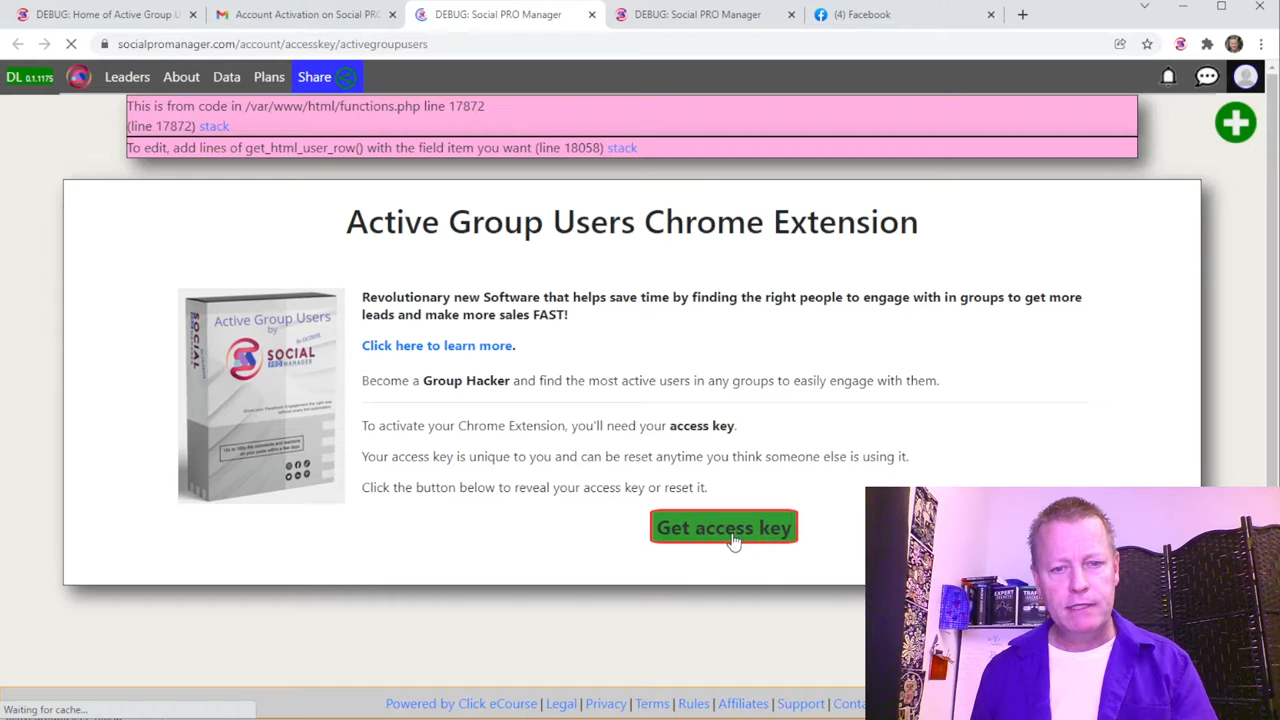 DEBUG: Home of Active Group U
Account Activation on Social PRO
DEBUG: Social PRO Manager
DEBUG: Social PRO Manager
(4) Facebook
socialpromanager.com/account/accesskey/activegroupusers
DL 0.1.1175
Leaders
About
Data
Plans
Share
This is from code in /var/www/html/functions.php line 17872
(line 17872) stack
To edit, add lines of get_html_user_row() with the field item you want (line 18058) stack
Active Group Users Chrome Extension
Active Group Users
by
SOCIAL
PRO MANAGER
SOCIAL
Revolutionary new Software that helps save time by finding the right people to engage with in groups to get more
leads and make more sales FAST!
Click here to learn more.
Become a Group Hacker and find the most active users in any groups to easily engage with them.
To activate your Chrome Extension, you'll need your access key.
Your access key is unique to you and can be reset anytime you think someone else is using it.
Click the button below to reveal your access key or reset it.
Get access key
EXPERT
SECRETS
Waiting for cache...
Powered by Click eCourse | Legal | Privacy | Terms | Rules | Affiliates | Support | Conta